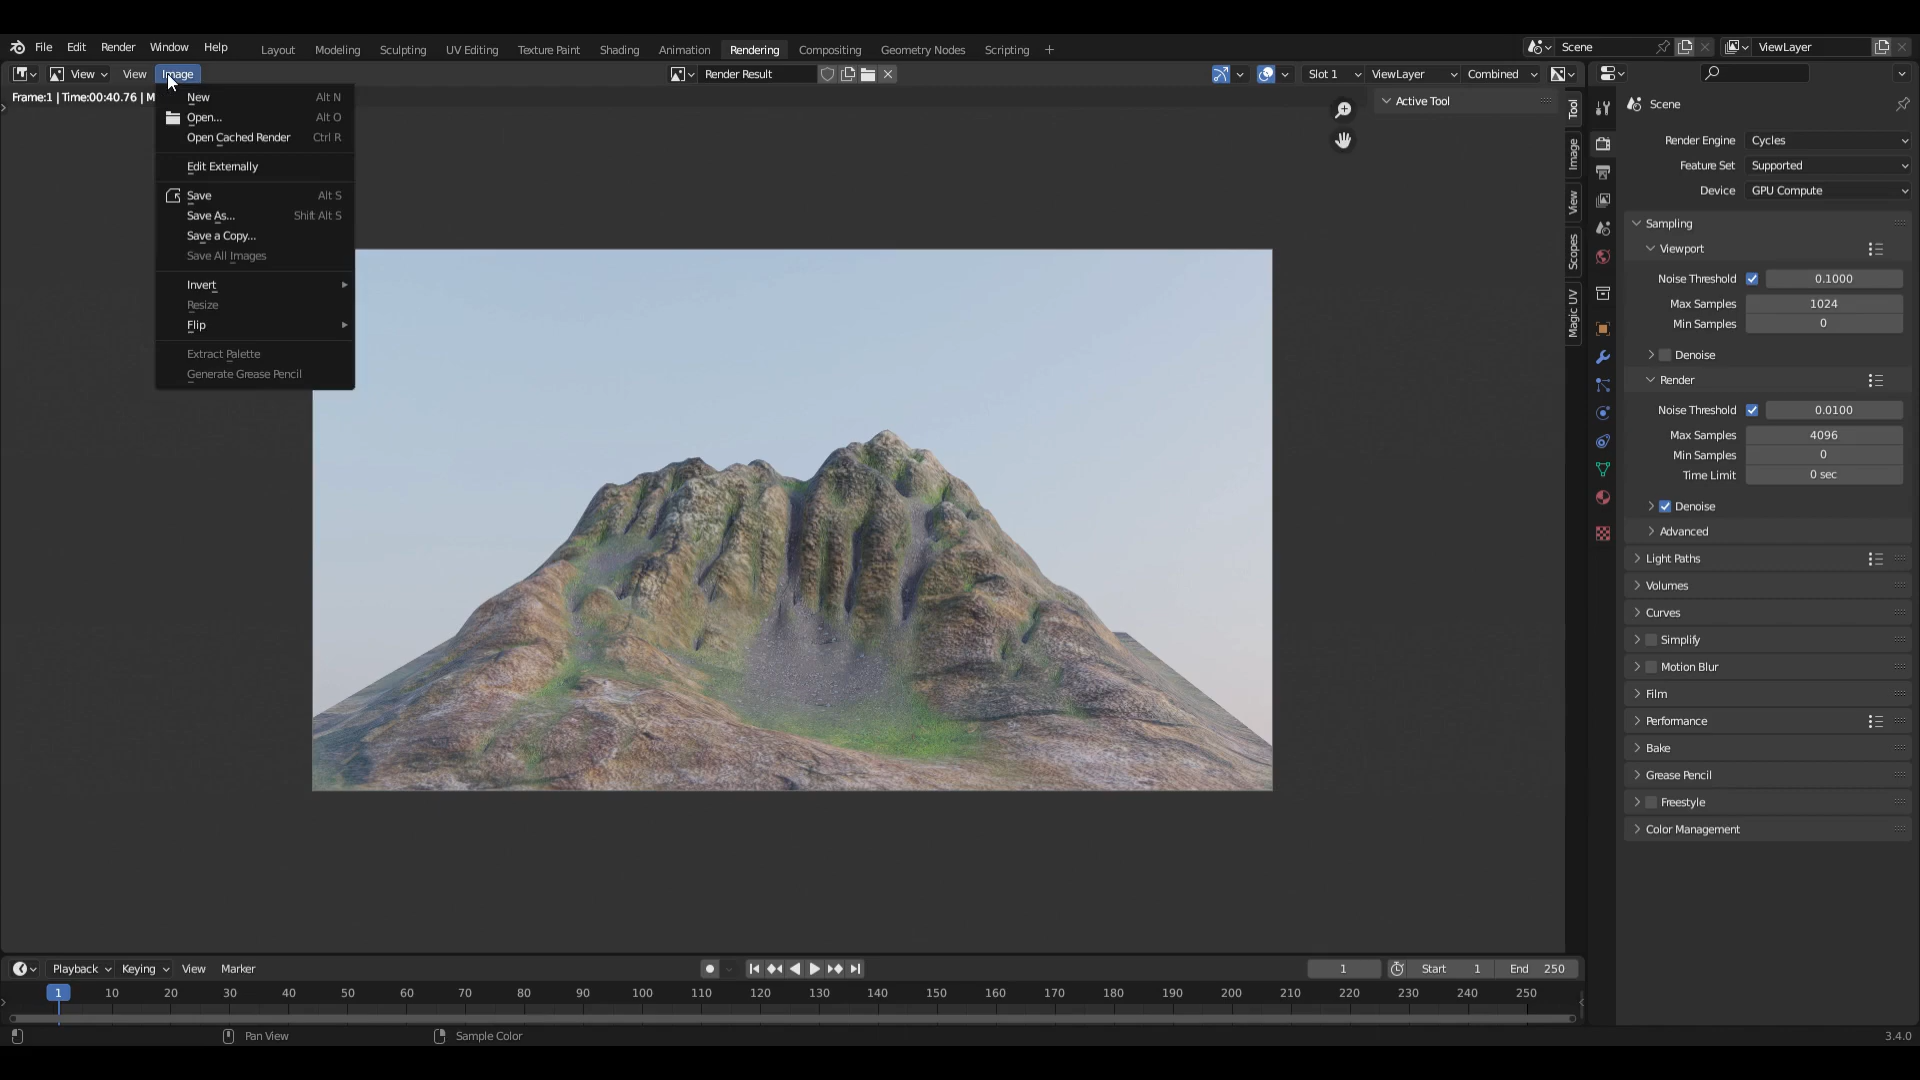 File Edit Render Window Help Layout Modeling Sculpting UV Editing Texture Paint Shading Animation Rendering Compositing Geometry Nodes Scripting + Scene ViewLayer
View View Image Render Result Slot 1 ViewLayer Combined
Frame:1 | Time:00:40.76 | M
New Alt N
Open... Alt O
Open Cached Render Ctrl R
Edit Externally
Save Alt S
Save As... Shift Alt S
Save a Copy...
Save All Images
Invert
Resize
Flip
Extract Palette
Generate Grease Pencil
Active Tool
Tool
Image
View
Scopes
Magic UV
Scene
Render Engine Cycles
Feature Set Supported
Device GPU Compute
Sampling
Viewport
Noise Threshold 0.1000
Max Samples 1024
Min Samples 0
Denoise
Render
Noise Threshold 0.0100
Max Samples 4096
Min Samples 0
Time Limit 0 sec
Denoise
Advanced
Light Paths
Volumes
Curves
Simplify
Motion Blur
Film
Performance
Bake
Grease Pencil
Freestyle
Color Management
Playback Keying View Marker 1 Start 1 End 250
1 10 20 30 40 50 60 70 80 90 100 110 120 130 140 150 160 170 180 190 200 210 220 230 240 250
Pan View Sample Color 3.4.0